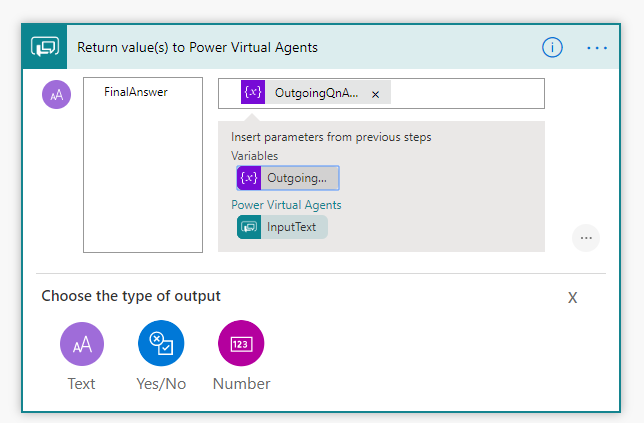 Return value(s) to Power Virtual Agents
FinalAnswer
{x} OutgoingQnA... x
Insert parameters from previous steps
Variables
{x} Outgoing...
Power Virtual Agents
InputText
Choose the type of output
X
AA
123
Text Yes/No Number